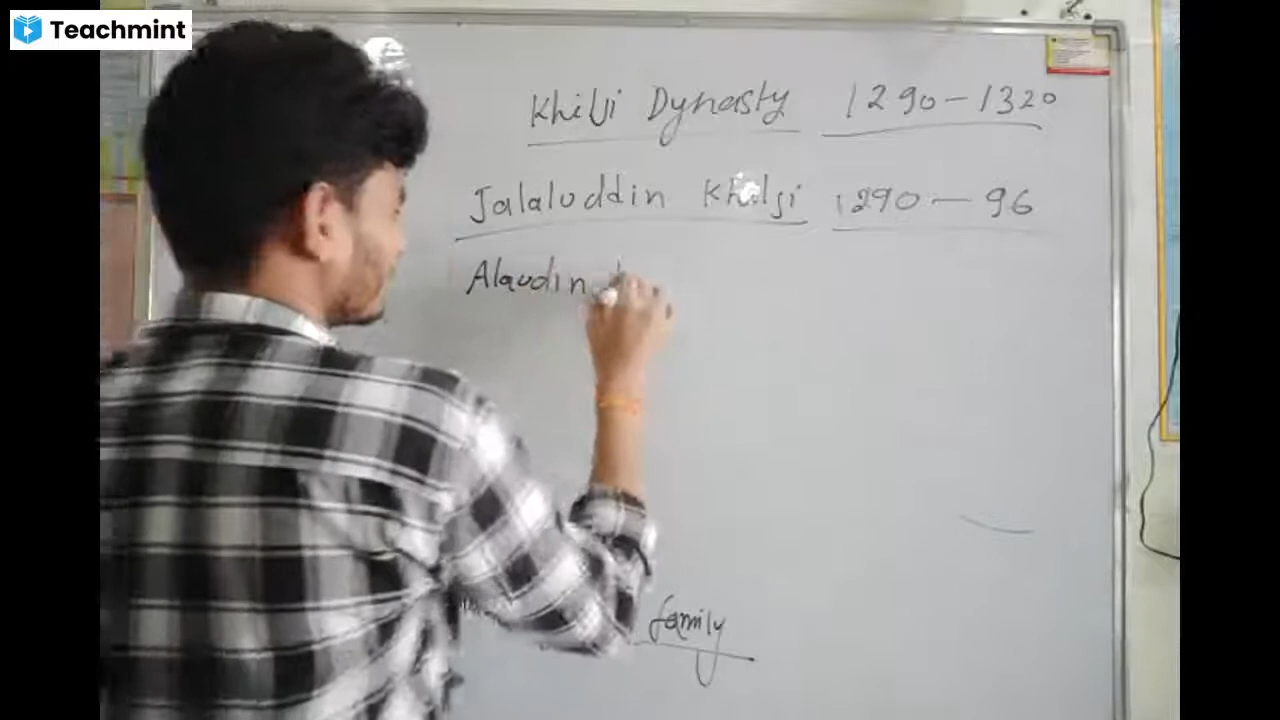 Teachmint
Khilji Dynasty 1290-1320
Jalaluddin Khilji 1290-96
Alaudin
family